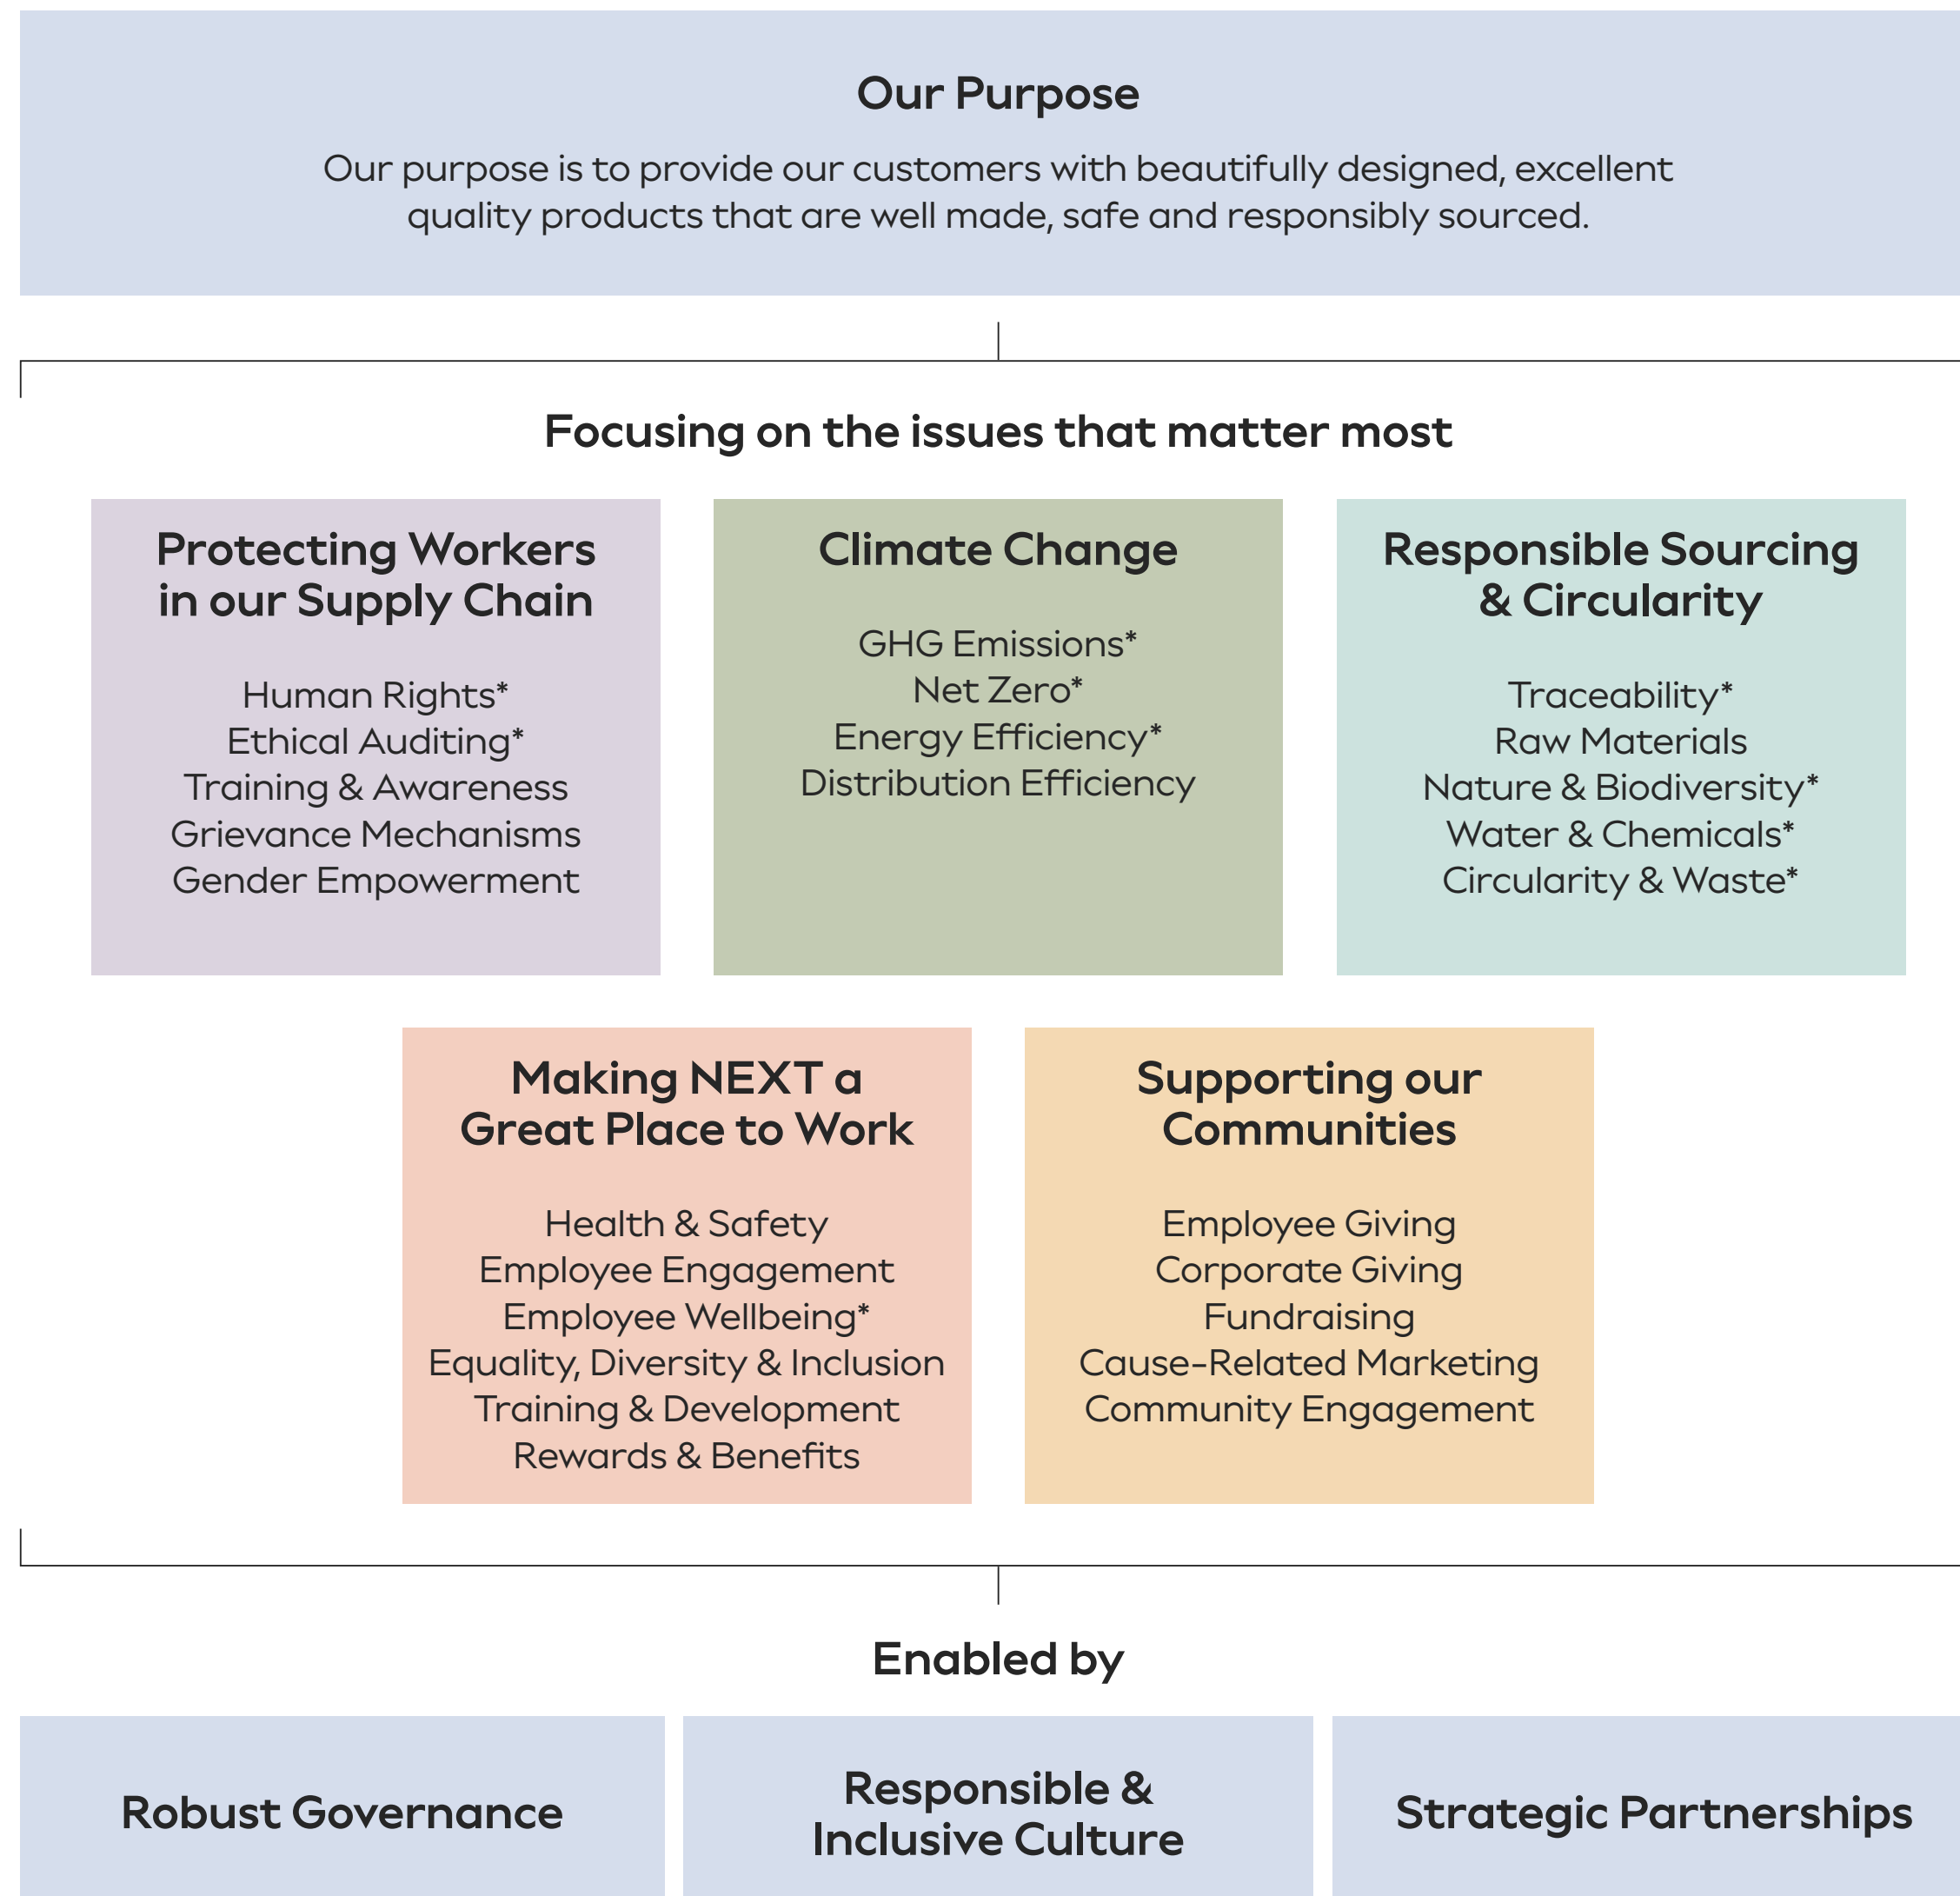 Our Purpose
Our purpose is to provide our customers with beautifully designed, excellent
quality products that are well made, safe and responsibly sourced.
Focusing on the issues that matter most
Protecting Workers
in our Supply Chain
Human Rights*
Ethical Auditing*
Training & Awareness
Grievance Mechanisms
Gender Empowerment
Climate Change
GHG Emissions*
Net Zero*
Energy Efficiency*
Distribution Efficiency
Responsible Sourcing
& Circularity
Traceability*
Raw Materials
Nature & Biodiversity*
Water & Chemicals*
Circularity & Waste*
Making NEXT a
Great Place to Work
Health & Safety
Employee Engagement
Employee Wellbeing*
Equality, Diversity & Inclusion
Training & Development
Rewards & Benefits
Supporting our
Communities
Employee Giving
Corporate Giving
Fundraising
Cause-Related Marketing
Community Engagement
Enabled by
Robust Governance
Responsible &
Inclusive Culture
Strategic Partnerships